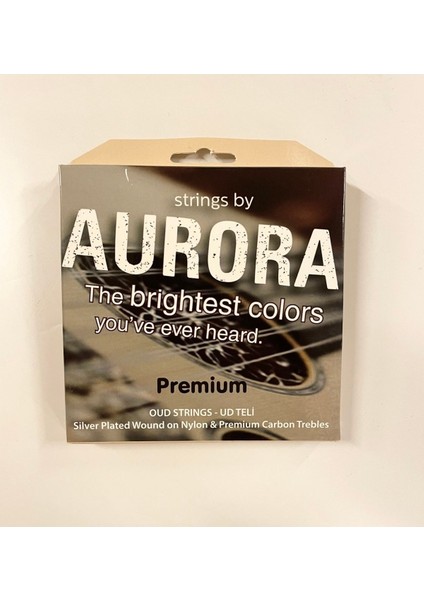 strings by
AURORA
The brightest colors
you've ever heard.
Premium
OUD STRINGS - UD TELİ
Silver Plated Wound on Nylon & Premium Carbon Trebles